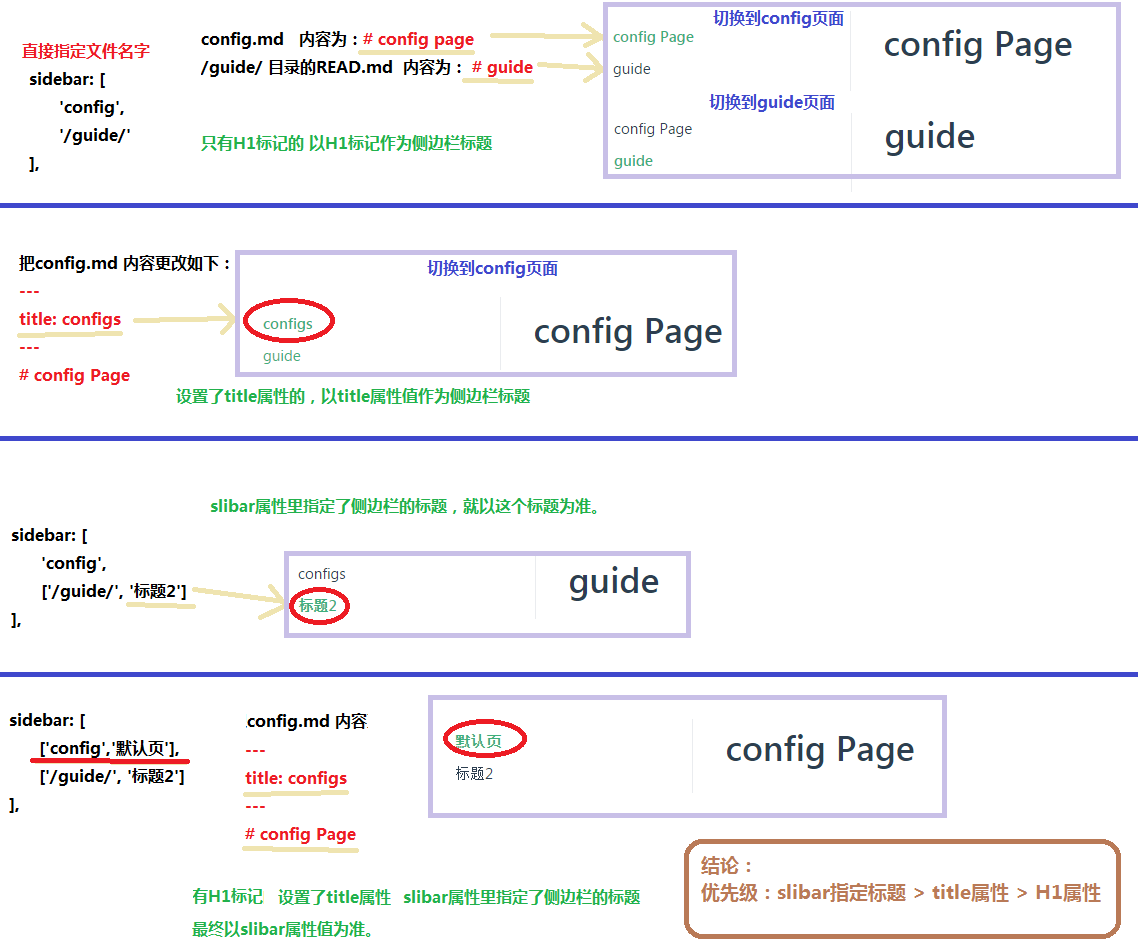 直接指定文件名字
sidebar: [
'config',
'/guide/'
],
config.md 内容为：# config page
/guide/ 目录的READ.md 内容为： # guide
只有H1标记的 以H1标记作为侧边栏标题
切换到config页面
config Page
guide
config Page
切换到guide页面
config Page
guide
guide
把config.md 内容更改如下：
---
title: configs
---
# config Page
切换到config页面
configs
guide
config Page
设置了title属性的，以title属性值作为侧边栏标题
slibar属性里指定了侧边栏的标题，就以这个标题为准。
sidebar: [
'config',
['/guide/', '标题2']
],
configs
标题2
guide
sidebar: [
['config','默认页'],
['/guide/', '标题2']
],
config.md 内容
---
title: configs
---
# config Page
默认页
标题2
config Page
有H1标记 设置了title属性 slibar属性里指定了侧边栏的标题
最终以slibar属性值为准。
结论：
优先级：slibar指定标题 > title属性 > H1属性